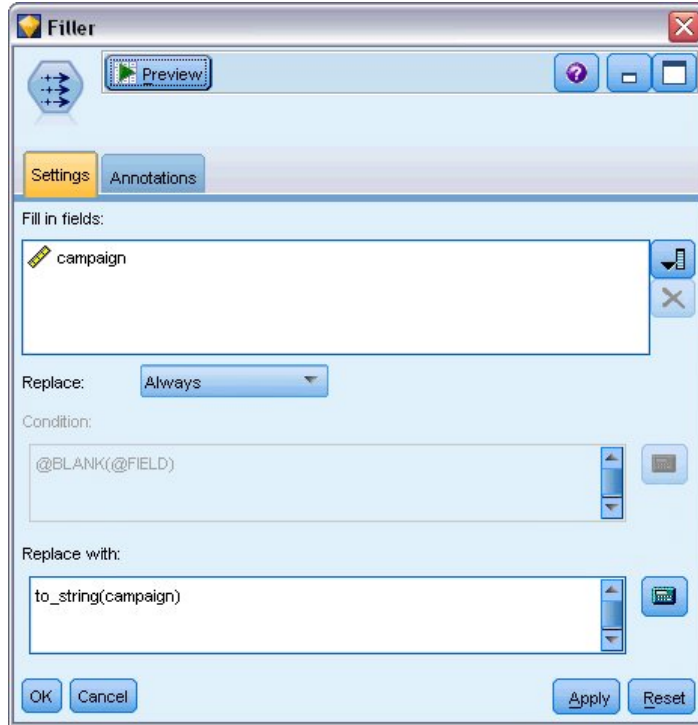 Filler
Preview
Settings Annotations
Fill in fields:
campaign
Replace: Always
Condition:
@BLANK(@FIELD)
Replace with:
to_string(campaign)
OK Cancel Apply Reset